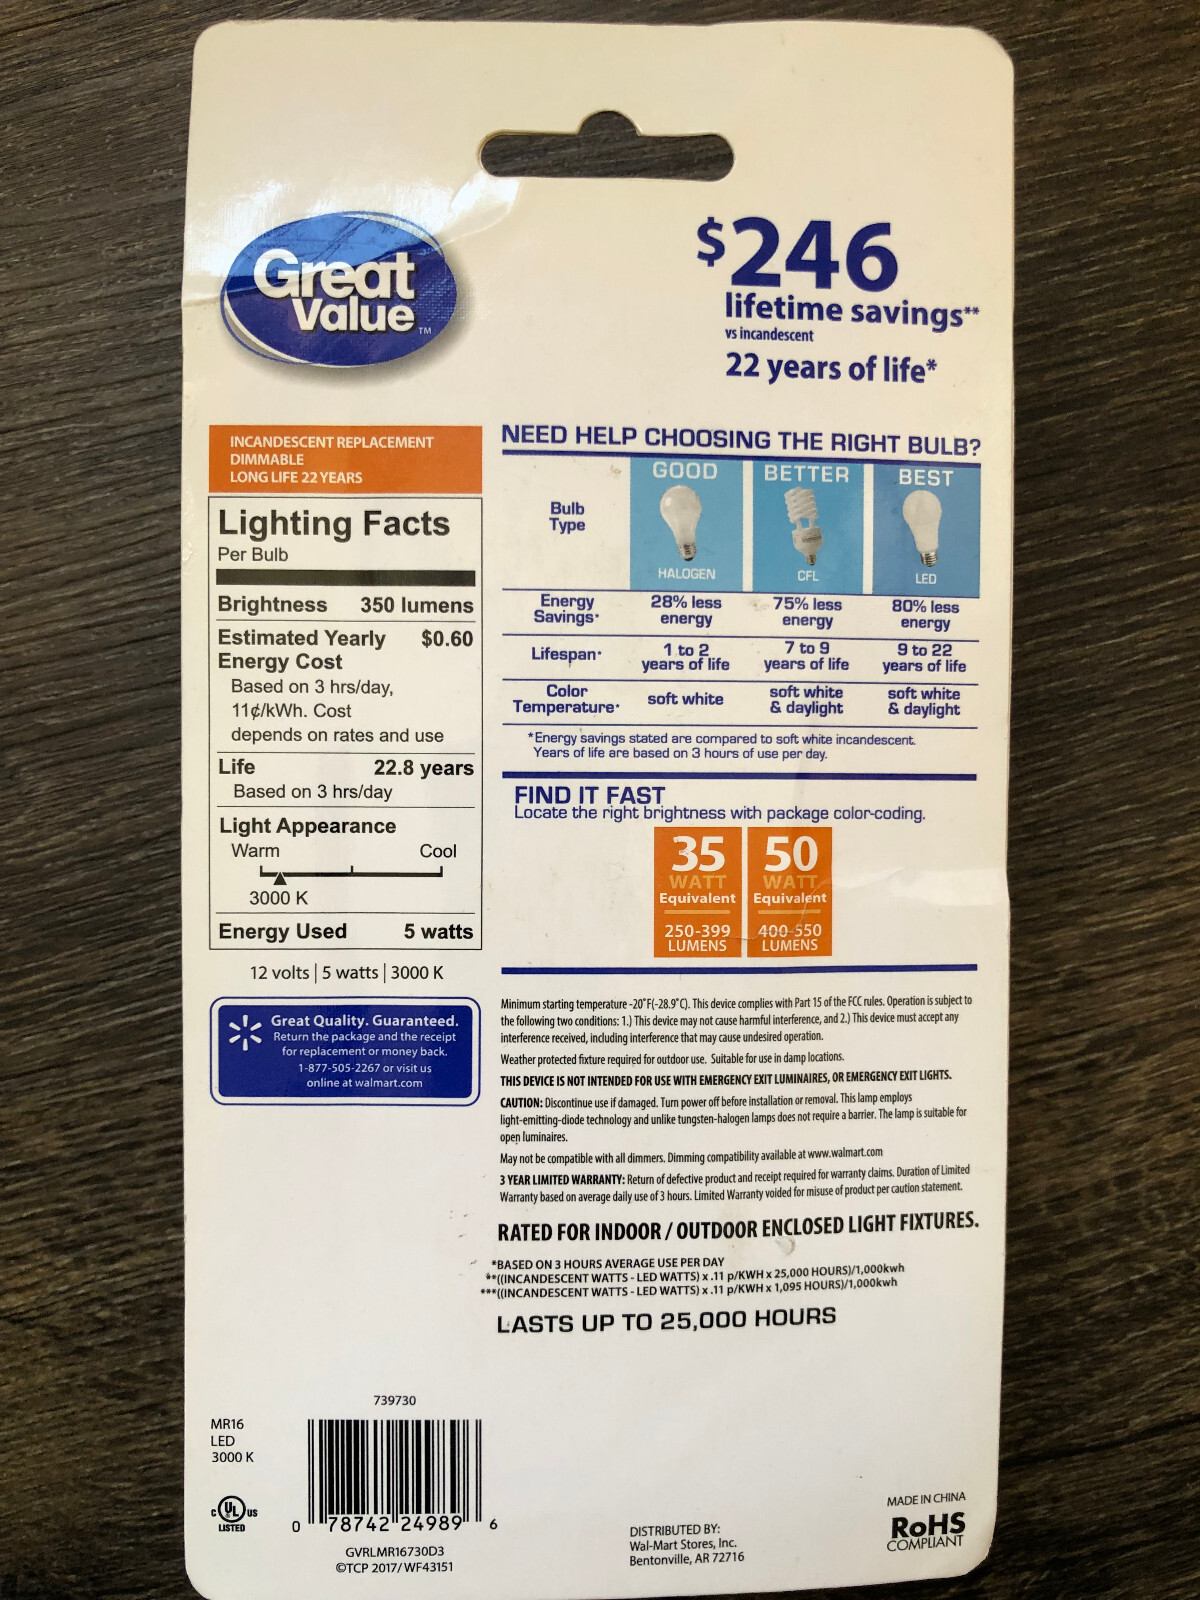 Great
Value™
$246
lifetime savings**
vs incandescent
22 years of life*
INCANDESCENT REPLACEMENT
DIMMABLE
LONG LIFE 22 YEARS
Lighting Facts
Per Bulb
Brightness 350 lumens
Estimated Yearly $0.60
Energy Cost
Based on 3 hrs/day,
11¢/kWh. Cost
depends on rates and use
Life 22.8 years
Based on 3 hrs/day
Light Appearance
Warm Cool
3000 K
Energy Used 5 watts
12 volts | 5 watts | 3000 K
Great Quality. Guaranteed.
Return the package and the receipt
for replacement or money back.
1-877-505-2267 or visit us
online at walmart.com
NEED HELP CHOOSING THE RIGHT BULB?
GOOD BETTER BEST
Bulb
Type
HALOGEN CFL LED
Energy Savings* 28% less energy 75% less energy 80% less energy
Lifespan* 1 to 2 years of life 7 to 9 years of life 9 to 22 years of life
Color Temperature* soft white soft white & daylight soft white & daylight
*Energy savings stated are compared to soft white incandescent.
Years of life are based on 3 hours of use per day.
FIND IT FAST
Locate the right brightness with package color-coding.
35 50
WATT WATT
Equivalent Equivalent
250-399 400-550
LUMENS LUMENS
Minimum starting temperature -20°F(-28.9°C). This device complies with Part 15 of the FCC rules. Operation is subject to
the following two conditions: 1.) This device may not cause harmful interference, and 2.) This device must accept any
interference received, including interference that may cause undesired operation.
Weather protected fixture required for outdoor use. Suitable for use in damp locations.
THIS DEVICE IS NOT INTENDED FOR USE WITH EMERGENCY EXIT LUMINAIRES, OR EMERGENCY EXIT LIGHTS.
CAUTION: Discontinue use if damaged. Turn power off before installation or removal. This lamp employs
light-emitting-diode technology and unlike tungsten-halogen lamps does not require a barrier. The lamp is suitable for
open luminaires.
May not be compatible with all dimmers. Dimming compatibility available at www.walmart.com
3 YEAR LIMITED WARRANTY: Return of defective product and receipt required for warranty claims. Duration of Limited
Warranty based on average daily use of 3 hours. Limited Warranty voided for misuse of product per caution statement.
RATED FOR INDOOR / OUTDOOR ENCLOSED LIGHT FIXTURES.
*BASED ON 3 HOURS AVERAGE USE PER DAY
**((INCANDESCENT WATTS - LED WATTS) x .11 p/KWH x 25,000 HOURS)/1,000kwh
***((INCANDESCENT WATTS - LED WATTS) x .11 p/KWH x 1,095 HOURS)/1,000kwh
LASTS UP TO 25,000 HOURS
739730
MR16
LED
3000 K
C UL US
LISTED
0 78742 24989 6
GVRLMR16730D3
©TCP 2017/ WF43151
DISTRIBUTED BY:
Wal-Mart Stores, Inc.
Bentonville, AR 72716
MADE IN CHINA
RoHS
COMPLIANT